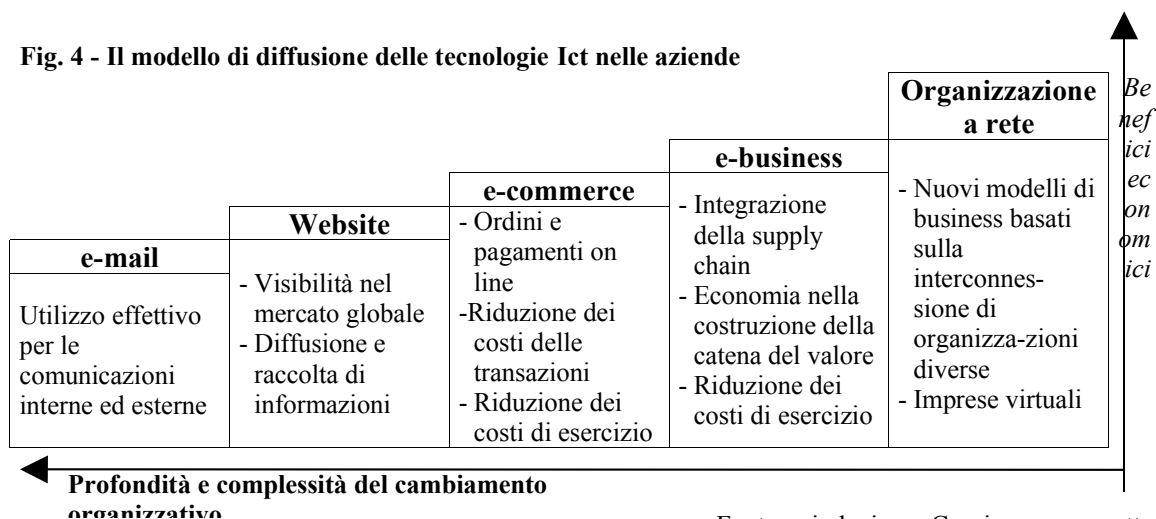 Fig. 4 - Il modello di diffusione delle tecnologie Ict nelle aziende
e-mail
Utilizzo effettivo
per le
comunicazioni
interne ed esterne
Website
- Visibilità nel
mercato globale
- Diffusione e
raccolta di
informazioni
e-commerce
- Ordini e
pagamenti on
line
-Riduzione dei
costi delle
transazioni
- Riduzione dei
costi di esercizio
e-business
- Integrazione
della supply
chain
- Economia nella
costruzione della
catena del valore
- Riduzione dei
costi di esercizio
Organizzazione
a rete
- Nuovi modelli di
business basati
sulla
interconnes-
sione di
organizza-zioni
diverse
- Imprese virtuali
Be
nef
ici
ec
on
om
ici
Profondità e complessità del cambiamento
organizzativo